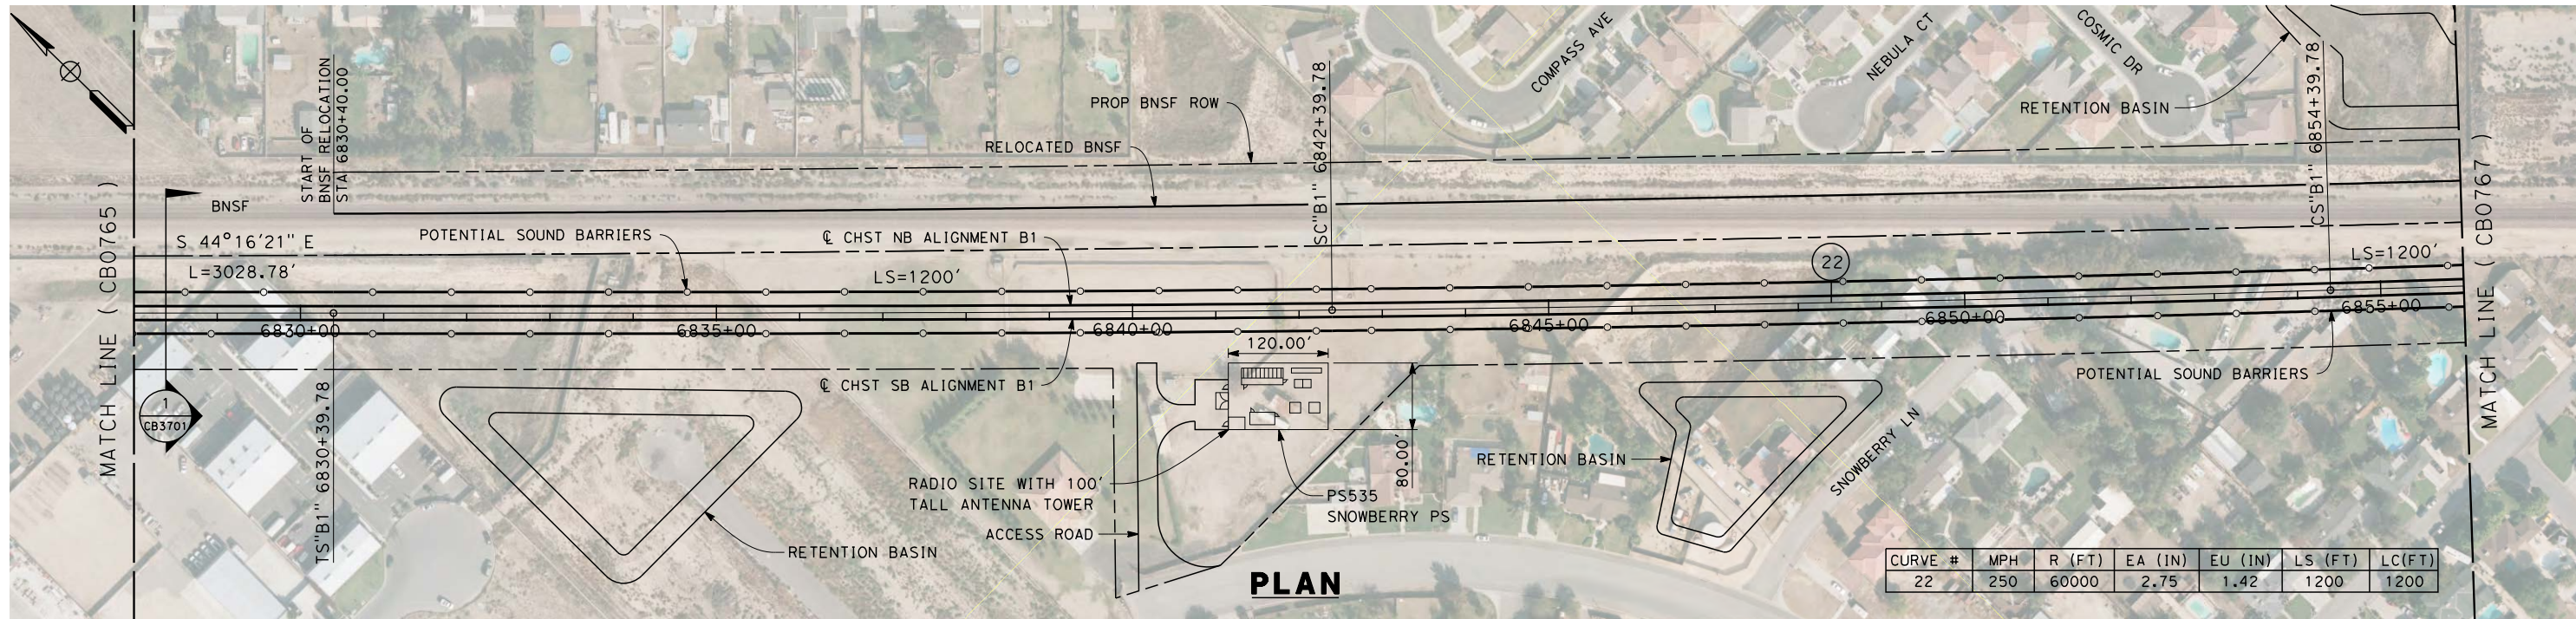 COMPASS AVE
NEBULA CT
COSMIC DR
RETENTION BASIN
START OF
BNSF RELOCATION
STA 6830+40.00
PROP BNSF ROW
RELOCATED BNSF
SC"B1" 6842+39.78
CS"B1" 6854+39.78
MATCH LINE ( CB0765 )
MATCH LINE ( CB0767 )
BNSF
S 44°16'21" E
L=3028.78'
POTENTIAL SOUND BARRIERS
℄ CHST NB ALIGNMENT B1
LS=1200'
22
LS=1200'
6830+00
6835+00
6840+00
6845+00
6850+00
6855+00
120.00'
℄ CHST SB ALIGNMENT B1
POTENTIAL SOUND BARRIERS
1
CB3701
TS"B1" 6830+39.78
80.00'
RETENTION BASIN
SNOWBERRY LN
RADIO SITE WITH 100'
TALL ANTENNA TOWER
PS535
SNOWBERRY PS
ACCESS ROAD
RETENTION BASIN
PLAN
CURVE # MPH R (FT) EA (IN) EU (IN) LS (FT) LC(FT)
22 250 60000 2.75 1.42 1200 1200